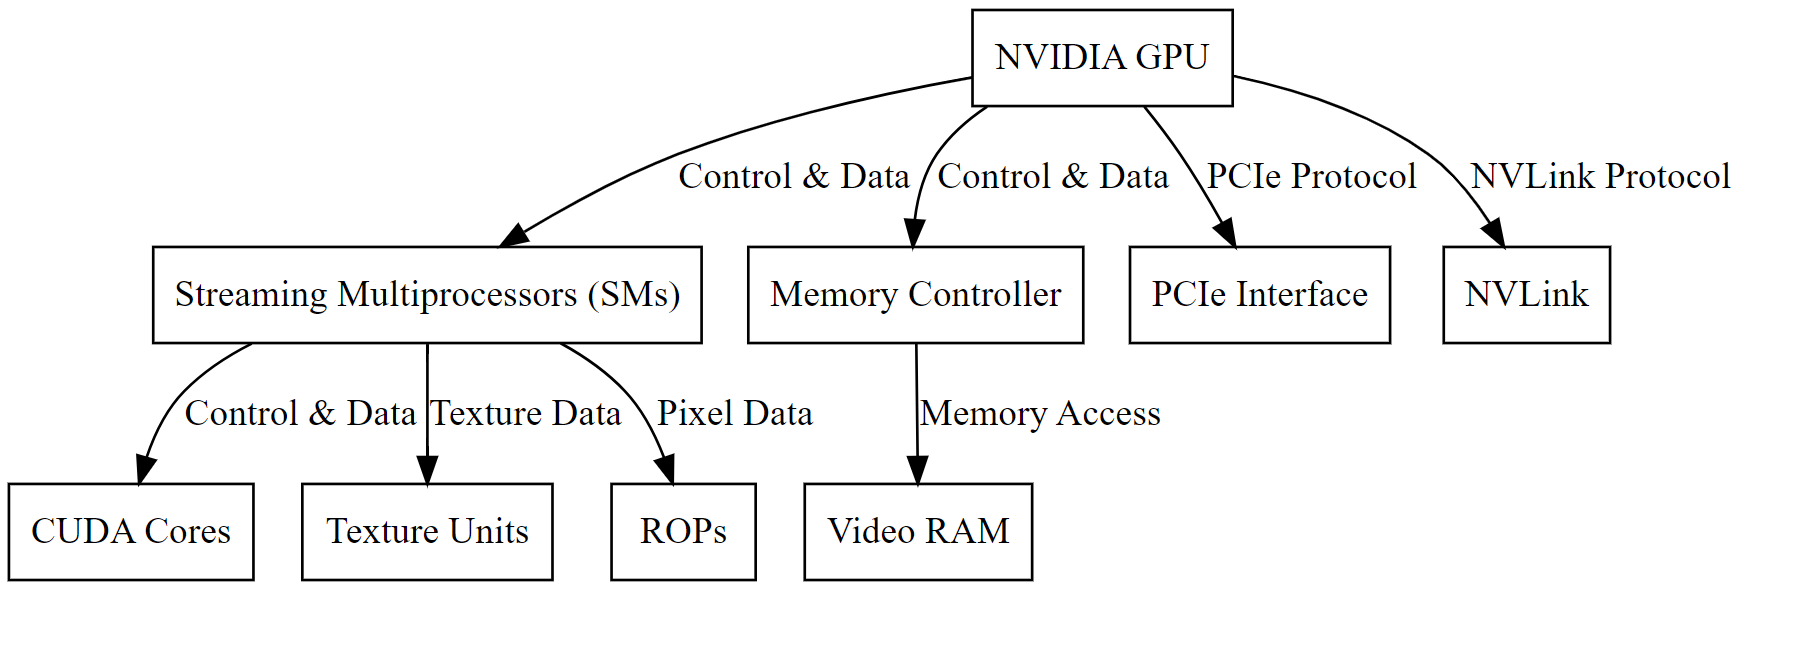 NVIDIA GPU
Control & Data
Control & Data
PCIe Protocol
NVLink Protocol
Streaming Multiprocessors (SMs)
Memory Controller
PCIe Interface
NVLink
Control & Data
Texture Data
Pixel Data
Memory Access
CUDA Cores
Texture Units
ROPs
Video RAM